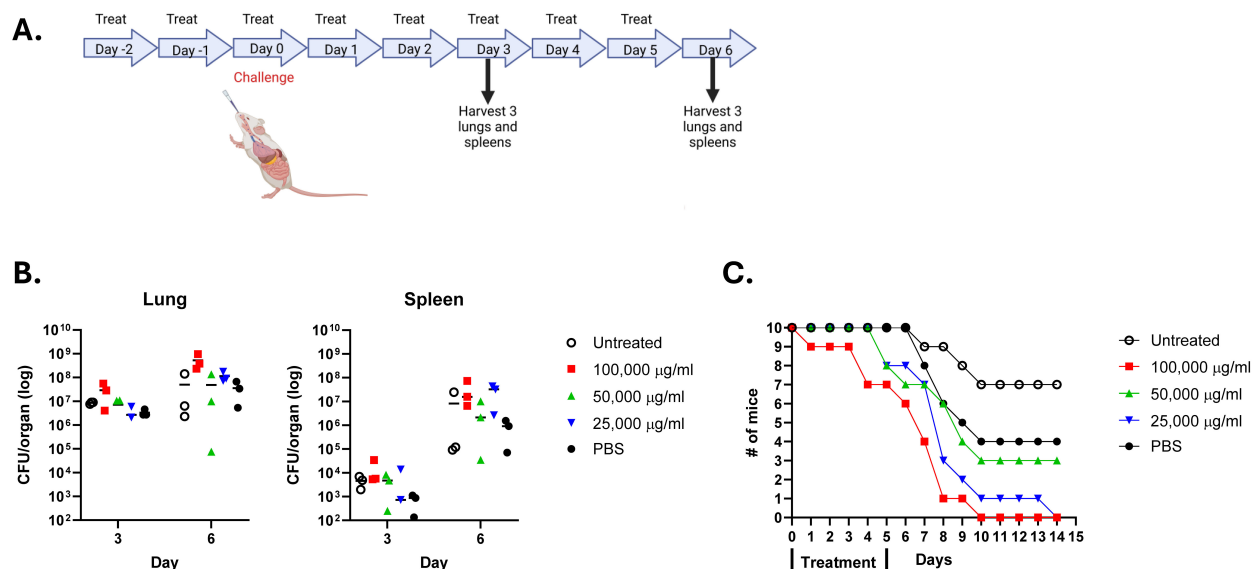 A.
Treat Treat Treat Treat Treat Treat Treat Treat
Day -2 Day -1 Day 0 Day 1 Day 2 Day 3 Day 4 Day 5 Day 6
Challenge
Harvest 3
lungs and
spleens
Harvest 3
lungs and
spleens
B.
Lung
CFU/organ (log)
10^10
10^9
10^8
10^7
10^6
10^5
10^4
10^3
10^2
3 6
Day
Spleen
CFU/organ (log)
10^10
10^9
10^8
10^7
10^6
10^5
10^4
10^3
10^2
3 6
Day
Untreated
100,000 μg/ml
50,000 μg/ml
25,000 μg/ml
PBS
C.
# of mice
10
9
8
7
6
5
4
3
2
1
0
0 1 2 3 4 5 6 7 8 9 10 11 12 13 14 15
Treatment Days
Untreated
100,000 μg/ml
50,000 μg/ml
25,000 μg/ml
PBS